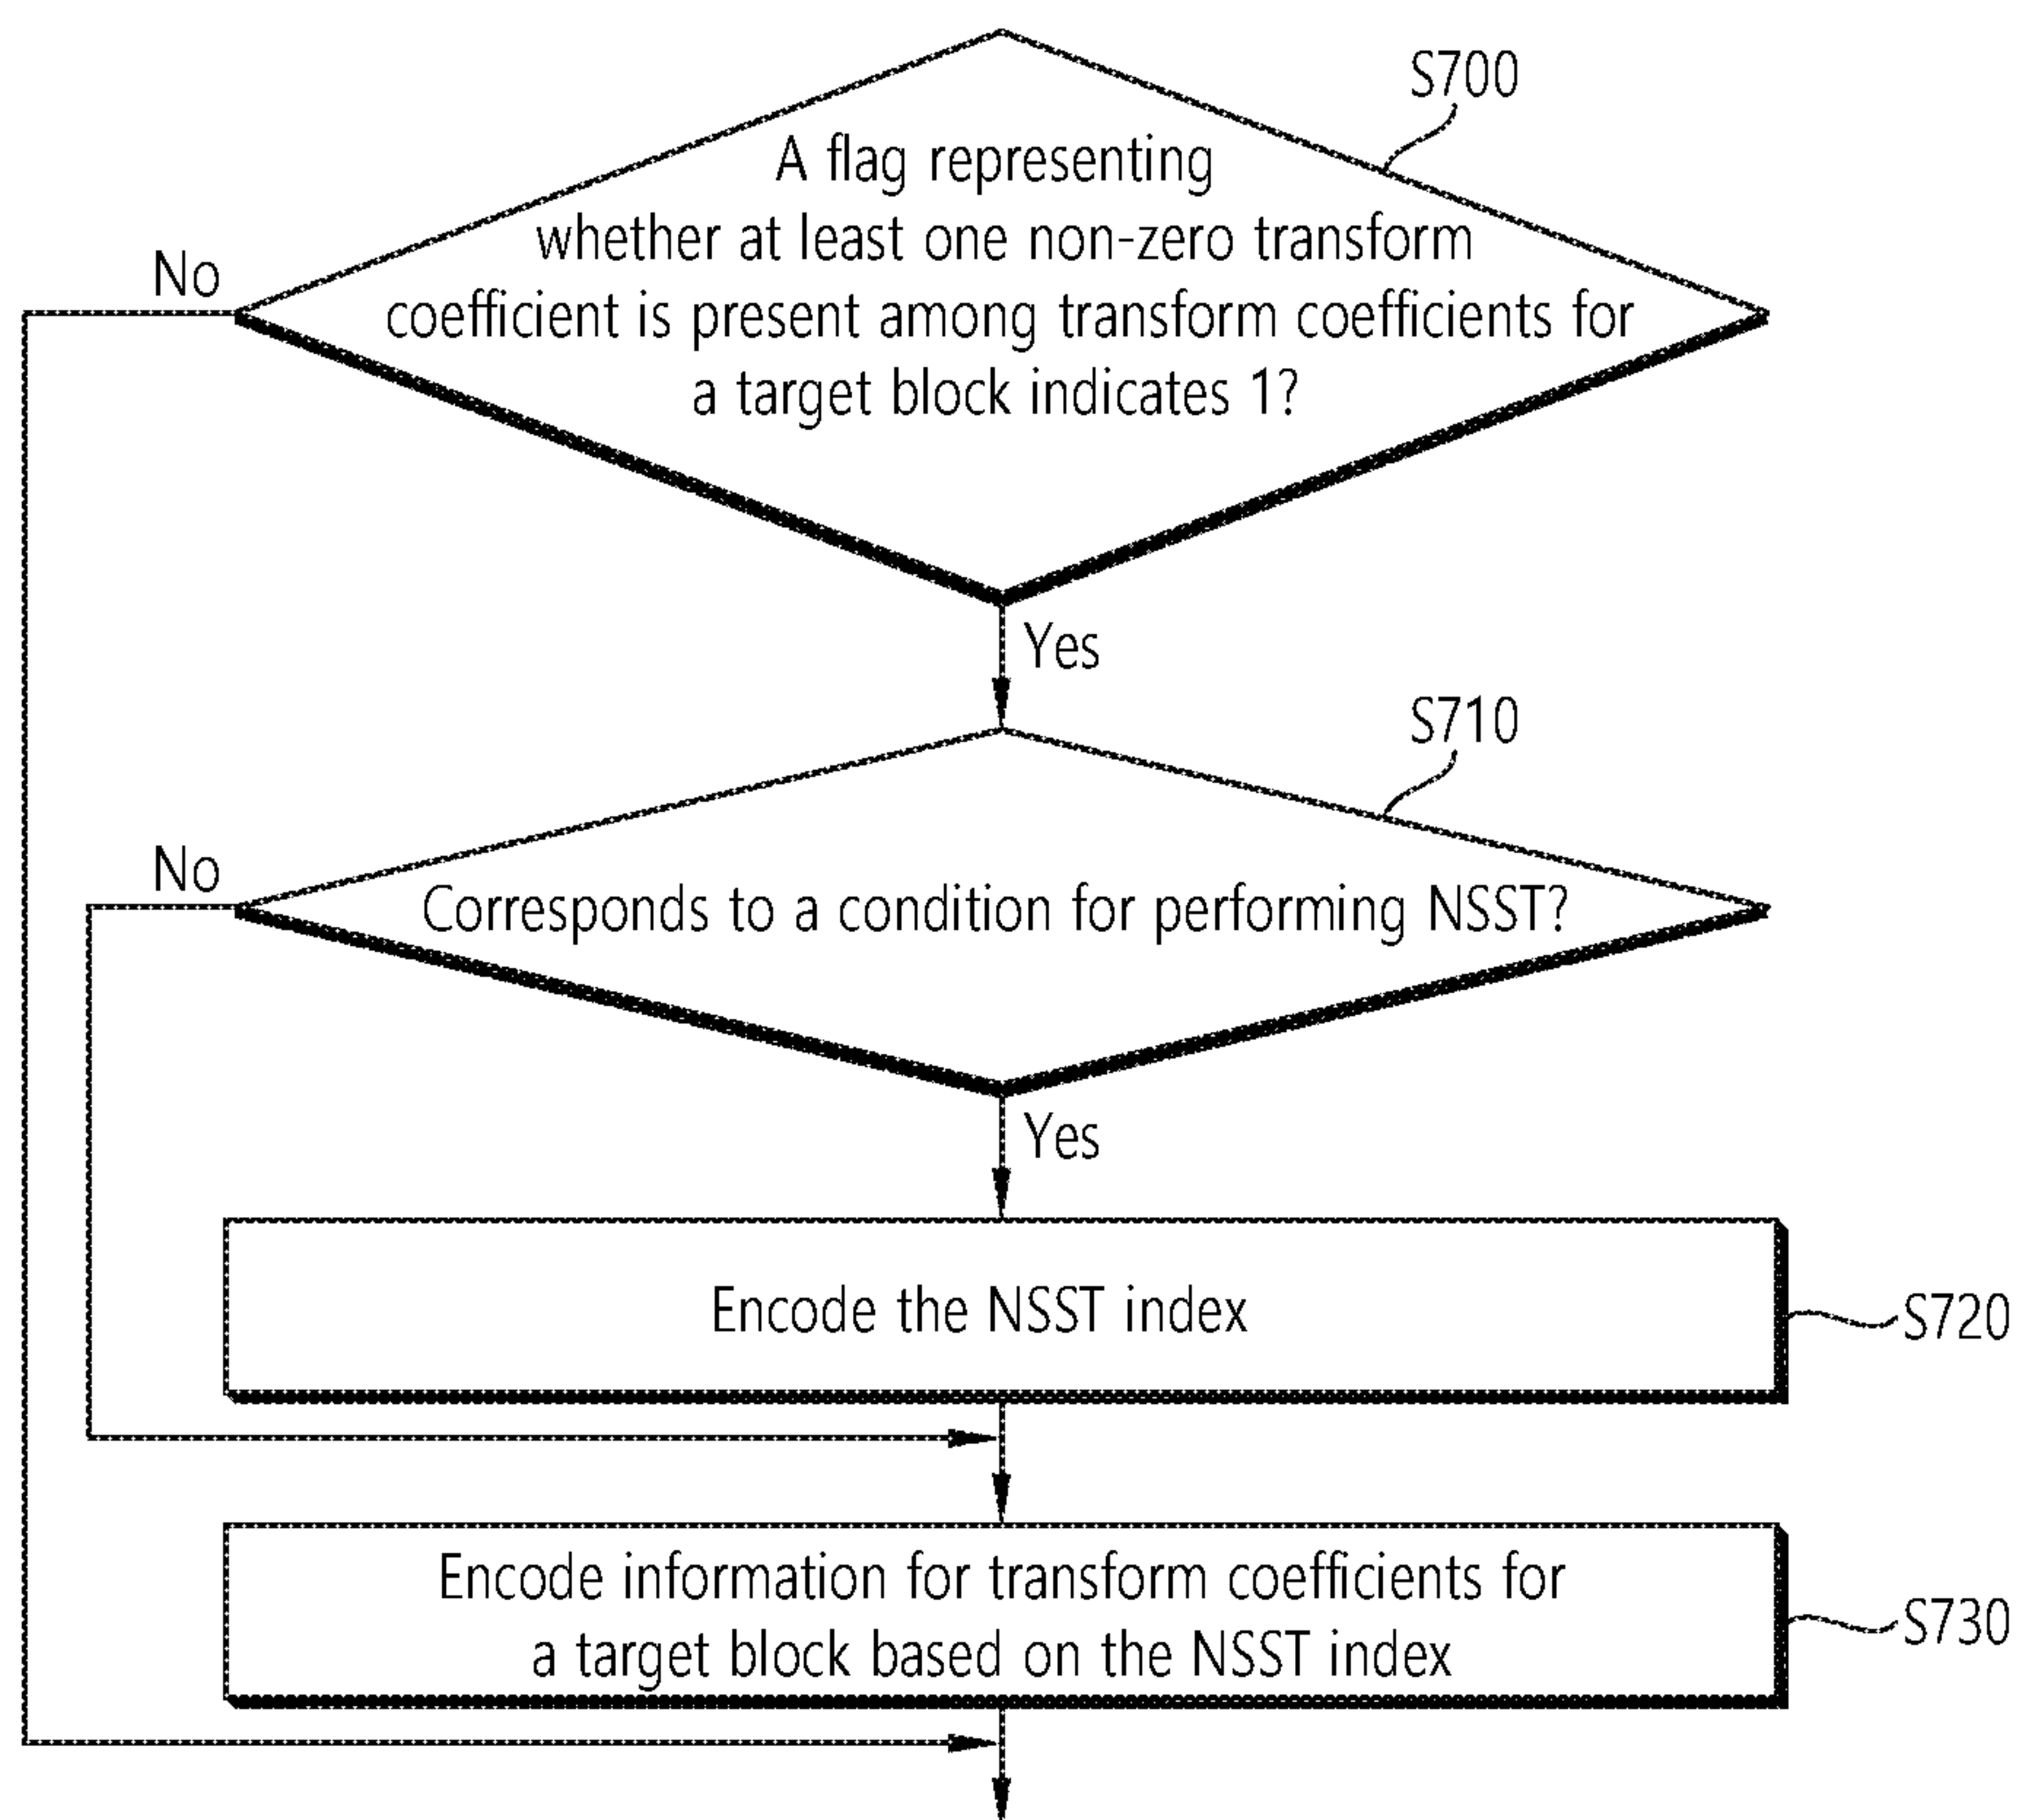 S700
A flag representing
whether at least one non-zero transform
No
coefficient is present among transform coefficients for
a target block indicates 1?
Yes
S710
No
Corresponds to a condition for performing NSST?
Yes
Encode the NSST index
S720
Encode information for transform coefficients for
a target block based on the NSST index
S730